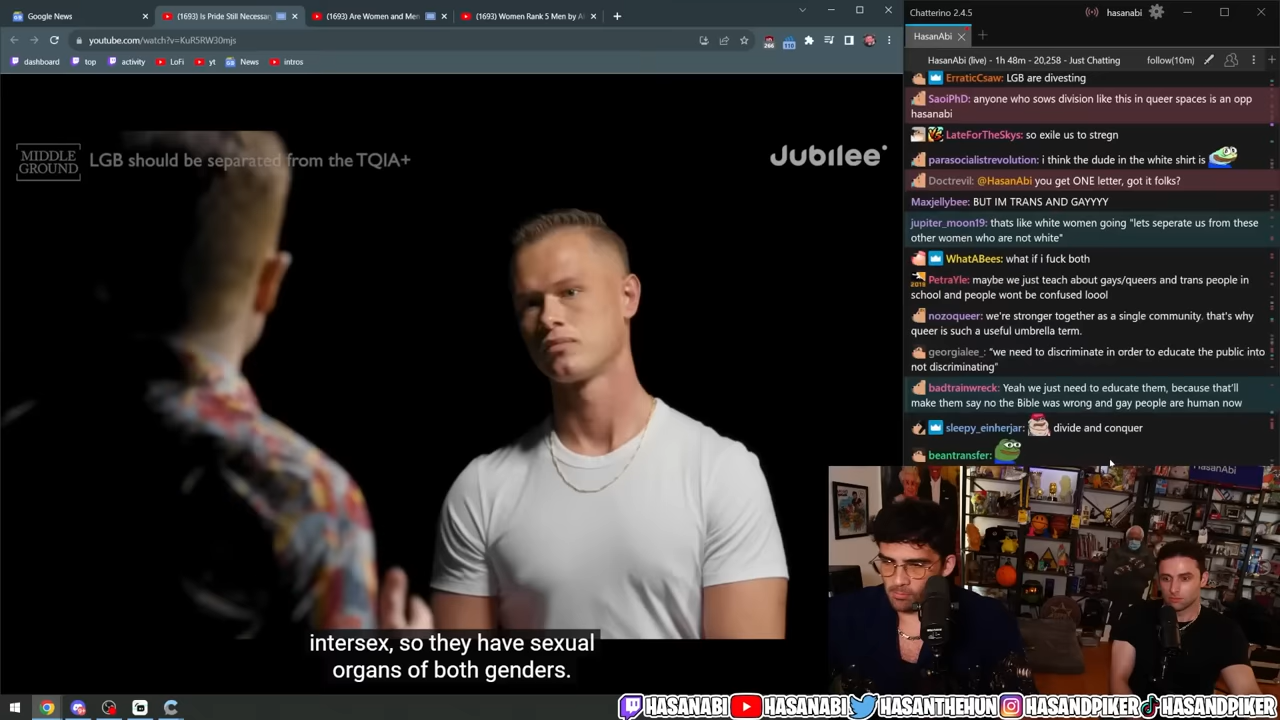 Google News
(1693) Is Pride Still Necessary
(1693) Are Women and Men
(1693) Women Rank 5 Men by A
youtube.com/watch?v=KuR5RW30mjs
266
110
dashboard
top
activity
LoFi
yt
News
intros
MIDDLE
GROUND
LGB should be separated from the TQIA+
Jubilee
intersex, so they have sexual
organs of both genders.
Chatterino 2.4.5
hasanabi
HasanAbi
HasanAbi (live) - 1h 48m - 20,258 - Just Chatting
follow(10m)
ErraticCsaw: LGB are divesting
SaoiPhD: anyone who sows division like this in queer spaces is an opp
hasanabi
LateForTheSkys: so exile us to stregn
parasocialistrevolution: i think the dude in the white shirt is
Doctrevil: @HasanAbi you get ONE letter, got it folks?
Maxjellybee: BUT IM TRANS AND GAYYYY
jupiter_moon19: thats like white women going "lets seperate us from these
other women who are not white"
WhatABees: what if i fuck both
PetraYle: maybe we just teach about gays/queers and trans people in
school and people wont be confused loool
nozoqueer: we're stronger together as a single community. that's why
queer is such a useful umbrella term.
georgialee_: "we need to discriminate in order to educate the public into
not discriminating"
badtrainwreck: Yeah we just need to educate them, because that'll
make them say no the Bible was wrong and gay people are human now
sleepy_einherjar: divide and conquer
beantransfer:
HasanAbi
HASANABI
HASANABI
HASANTHEHUN
HASANDPIKER
HASANDPIKER